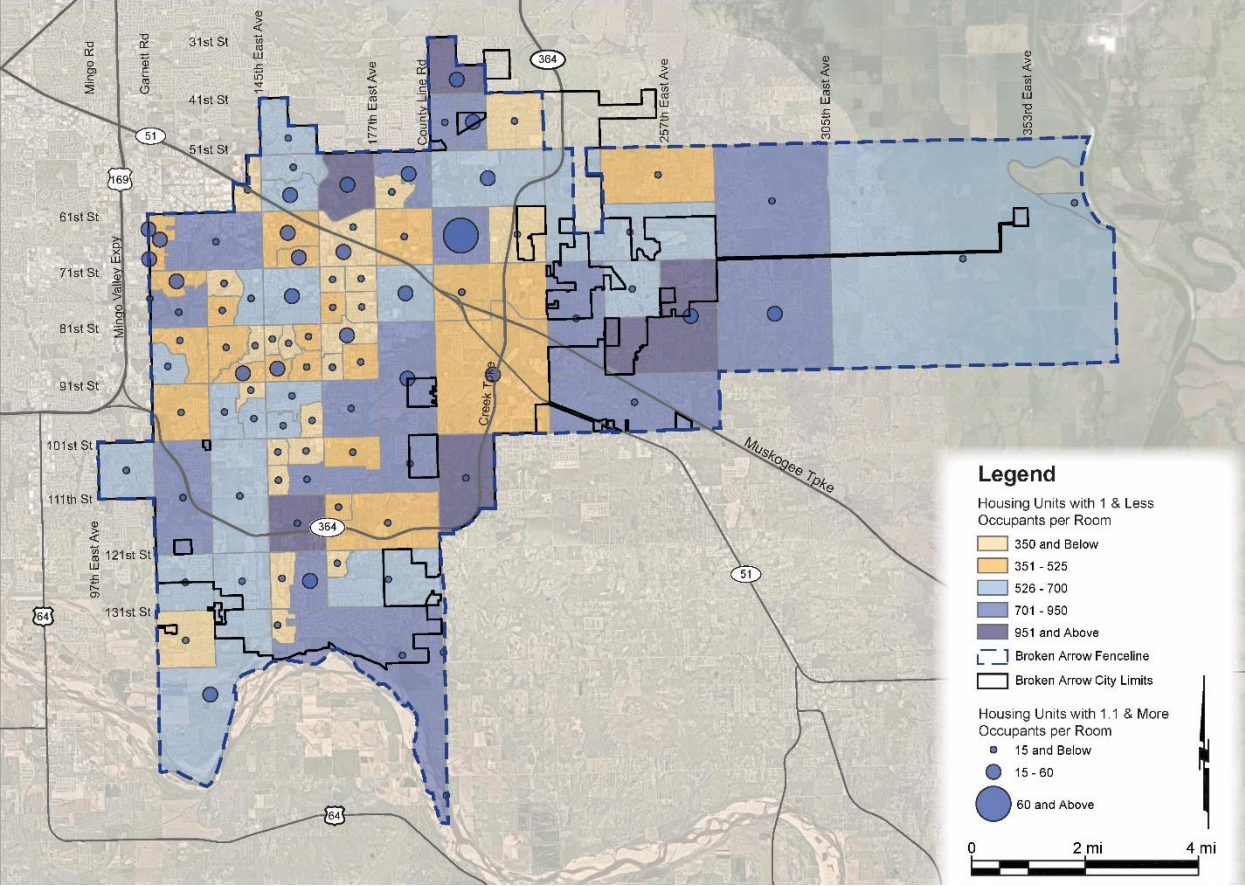 31st St
41st St
51st St
61st St
71st St
81st St
91st St
101st St
111th St
121st St
131st St
Mingo Rd
Garnett Rd
145th East Ave
177th East Ave
County Line Rd
257th East Ave
305th East Ave
353rd East Ave
Mingo Valley Expy
97th East Ave
Creek Tpke
Muskogee Tpke
364
51
169
364
51
64
64
Legend
Housing Units with 1 & Less
Occupants per Room
350 and Below
351 - 525
526 - 700
701 - 950
951 and Above
Broken Arrow Fenceline
Broken Arrow City Limits
Housing Units with 1.1 & More
Occupants per Room
15 and Below
15 - 60
60 and Above
0 2 mi 4 mi